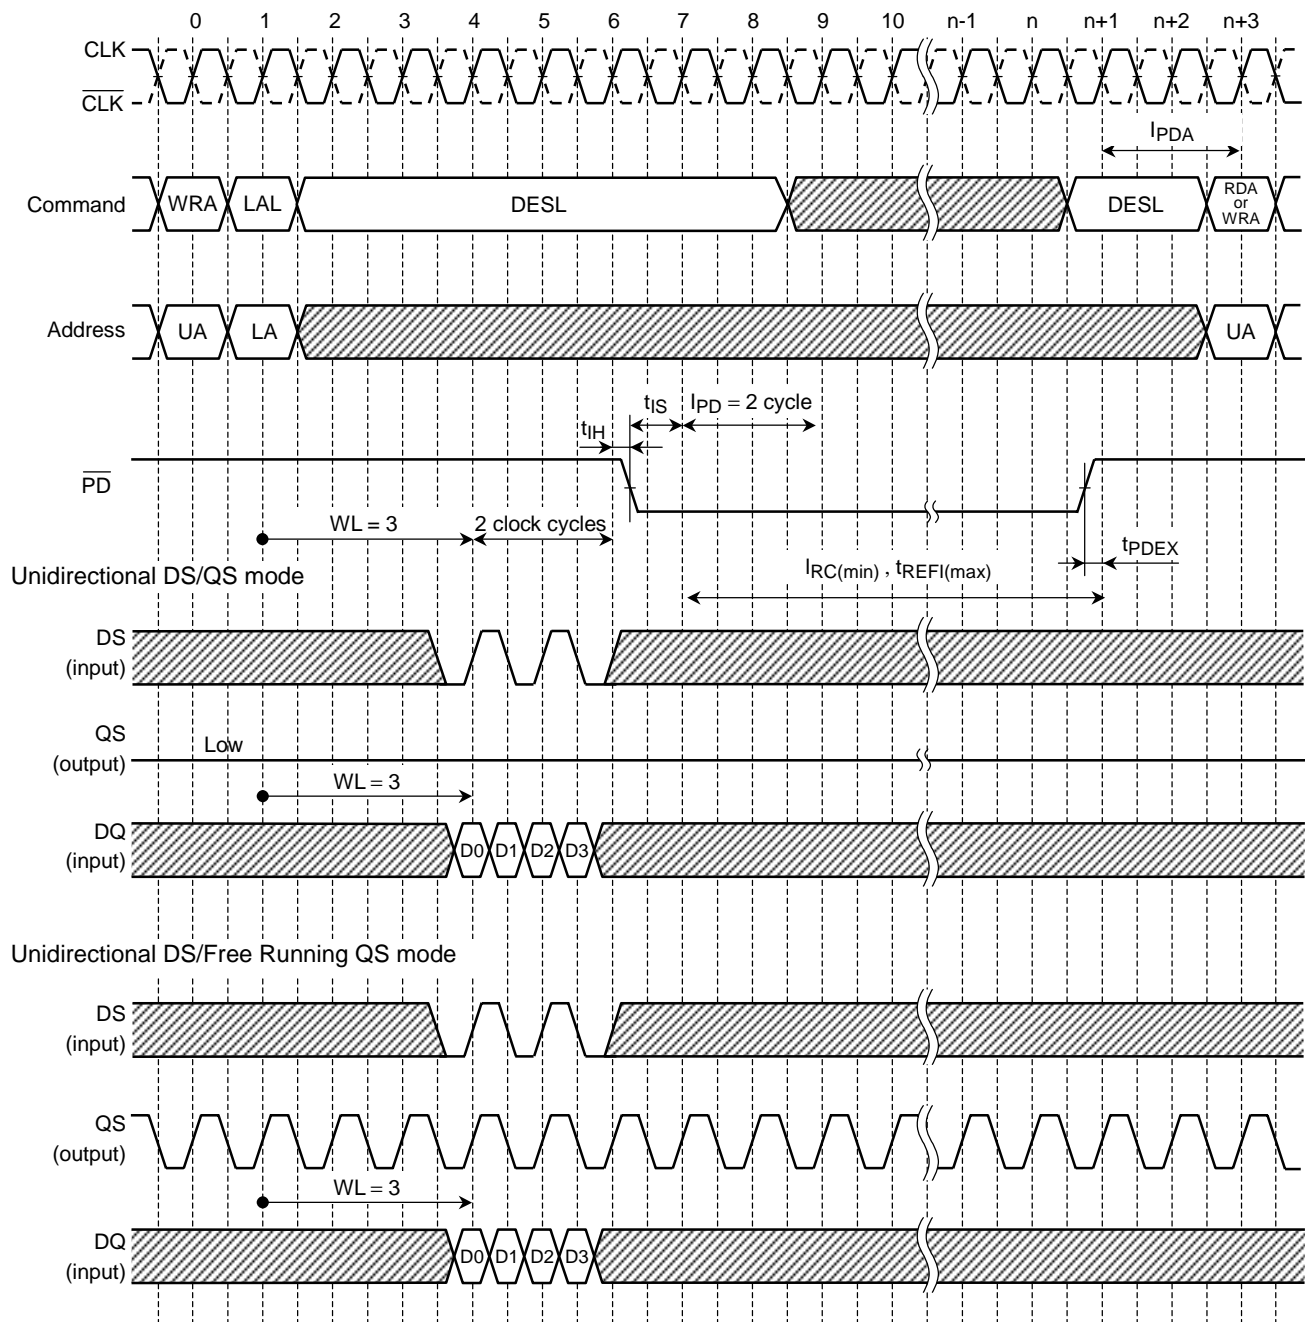 0 1 2 3 4 5 6 7 8 9 10 n-1 n n+1 n+2 n+3
CLK
CLK
IPDA
Command WRA LAL DESL DESL RDA or WRA
Address UA LA UA
tIS IPD = 2 cycle
tIH
PD
WL = 3 2 clock cycles
tPDEX
IRC(min) , tREFI(max)
Unidirectional DS/QS mode
DS
(input)
QS
Low
(output)
WL = 3
DQ
(input) D0 D1 D2 D3
Unidirectional DS/Free Running QS mode
DS
(input)
QS
(output)
WL = 3
DQ
(input) D0 D1 D2 D3